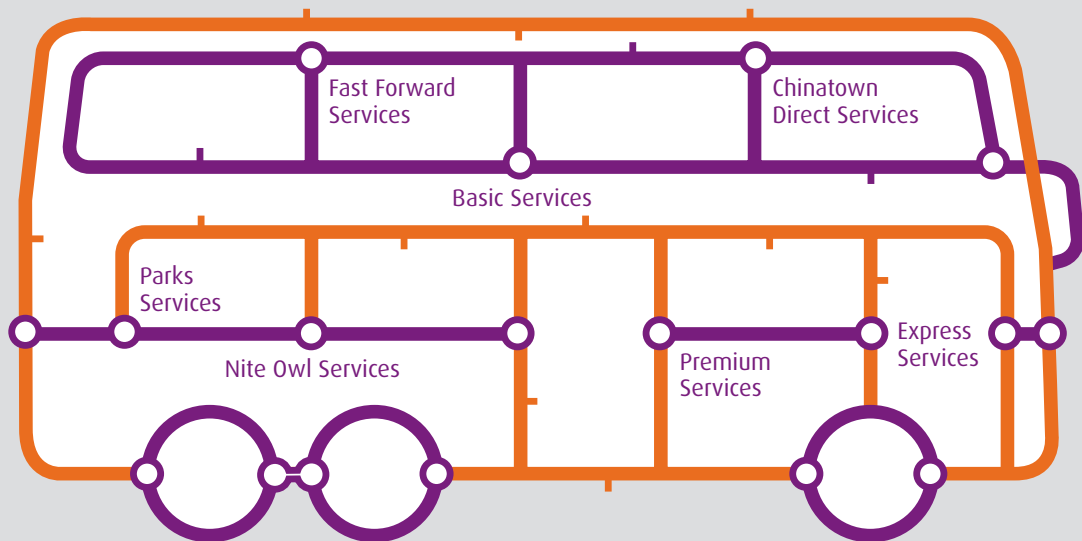 Fast Forward
Services
Chinatown
Direct Services
Basic Services
Parks
Services
Nite Owl Services
Premium
Services
Express
Services